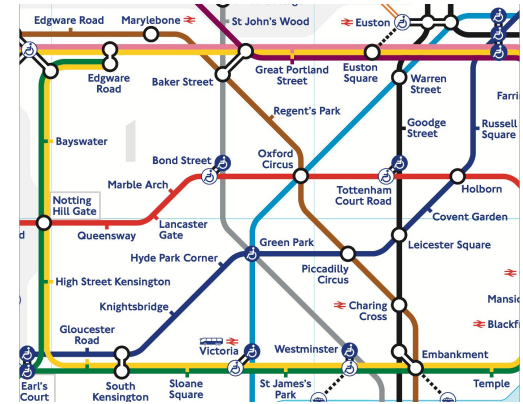 Edgware Road
Marylebone
St John's Wood
Euston
Edgware
Road
Baker Street
Great Portland
Street
Euston
Square
Warren
Street
Farri
Regent's Park
Bayswater
Goodge
Street
Russell
Square
Bond Street
Oxford
Circus
Marble Arch
Tottenham
Court Road
Holborn
Notting
Hill Gate
Queensway
Lancaster
Gate
Covent Garden
Green Park
Leicester Square
Hyde Park Corner
Piccadilly
Circus
High Street Kensington
Knightsbridge
Charing
Cross
Mansi
Blackf
Gloucester
Road
Victoria
Westminster
Embankment
Earl's
Court
South
Kensington
Sloane
Square
St James's
Park
Temple